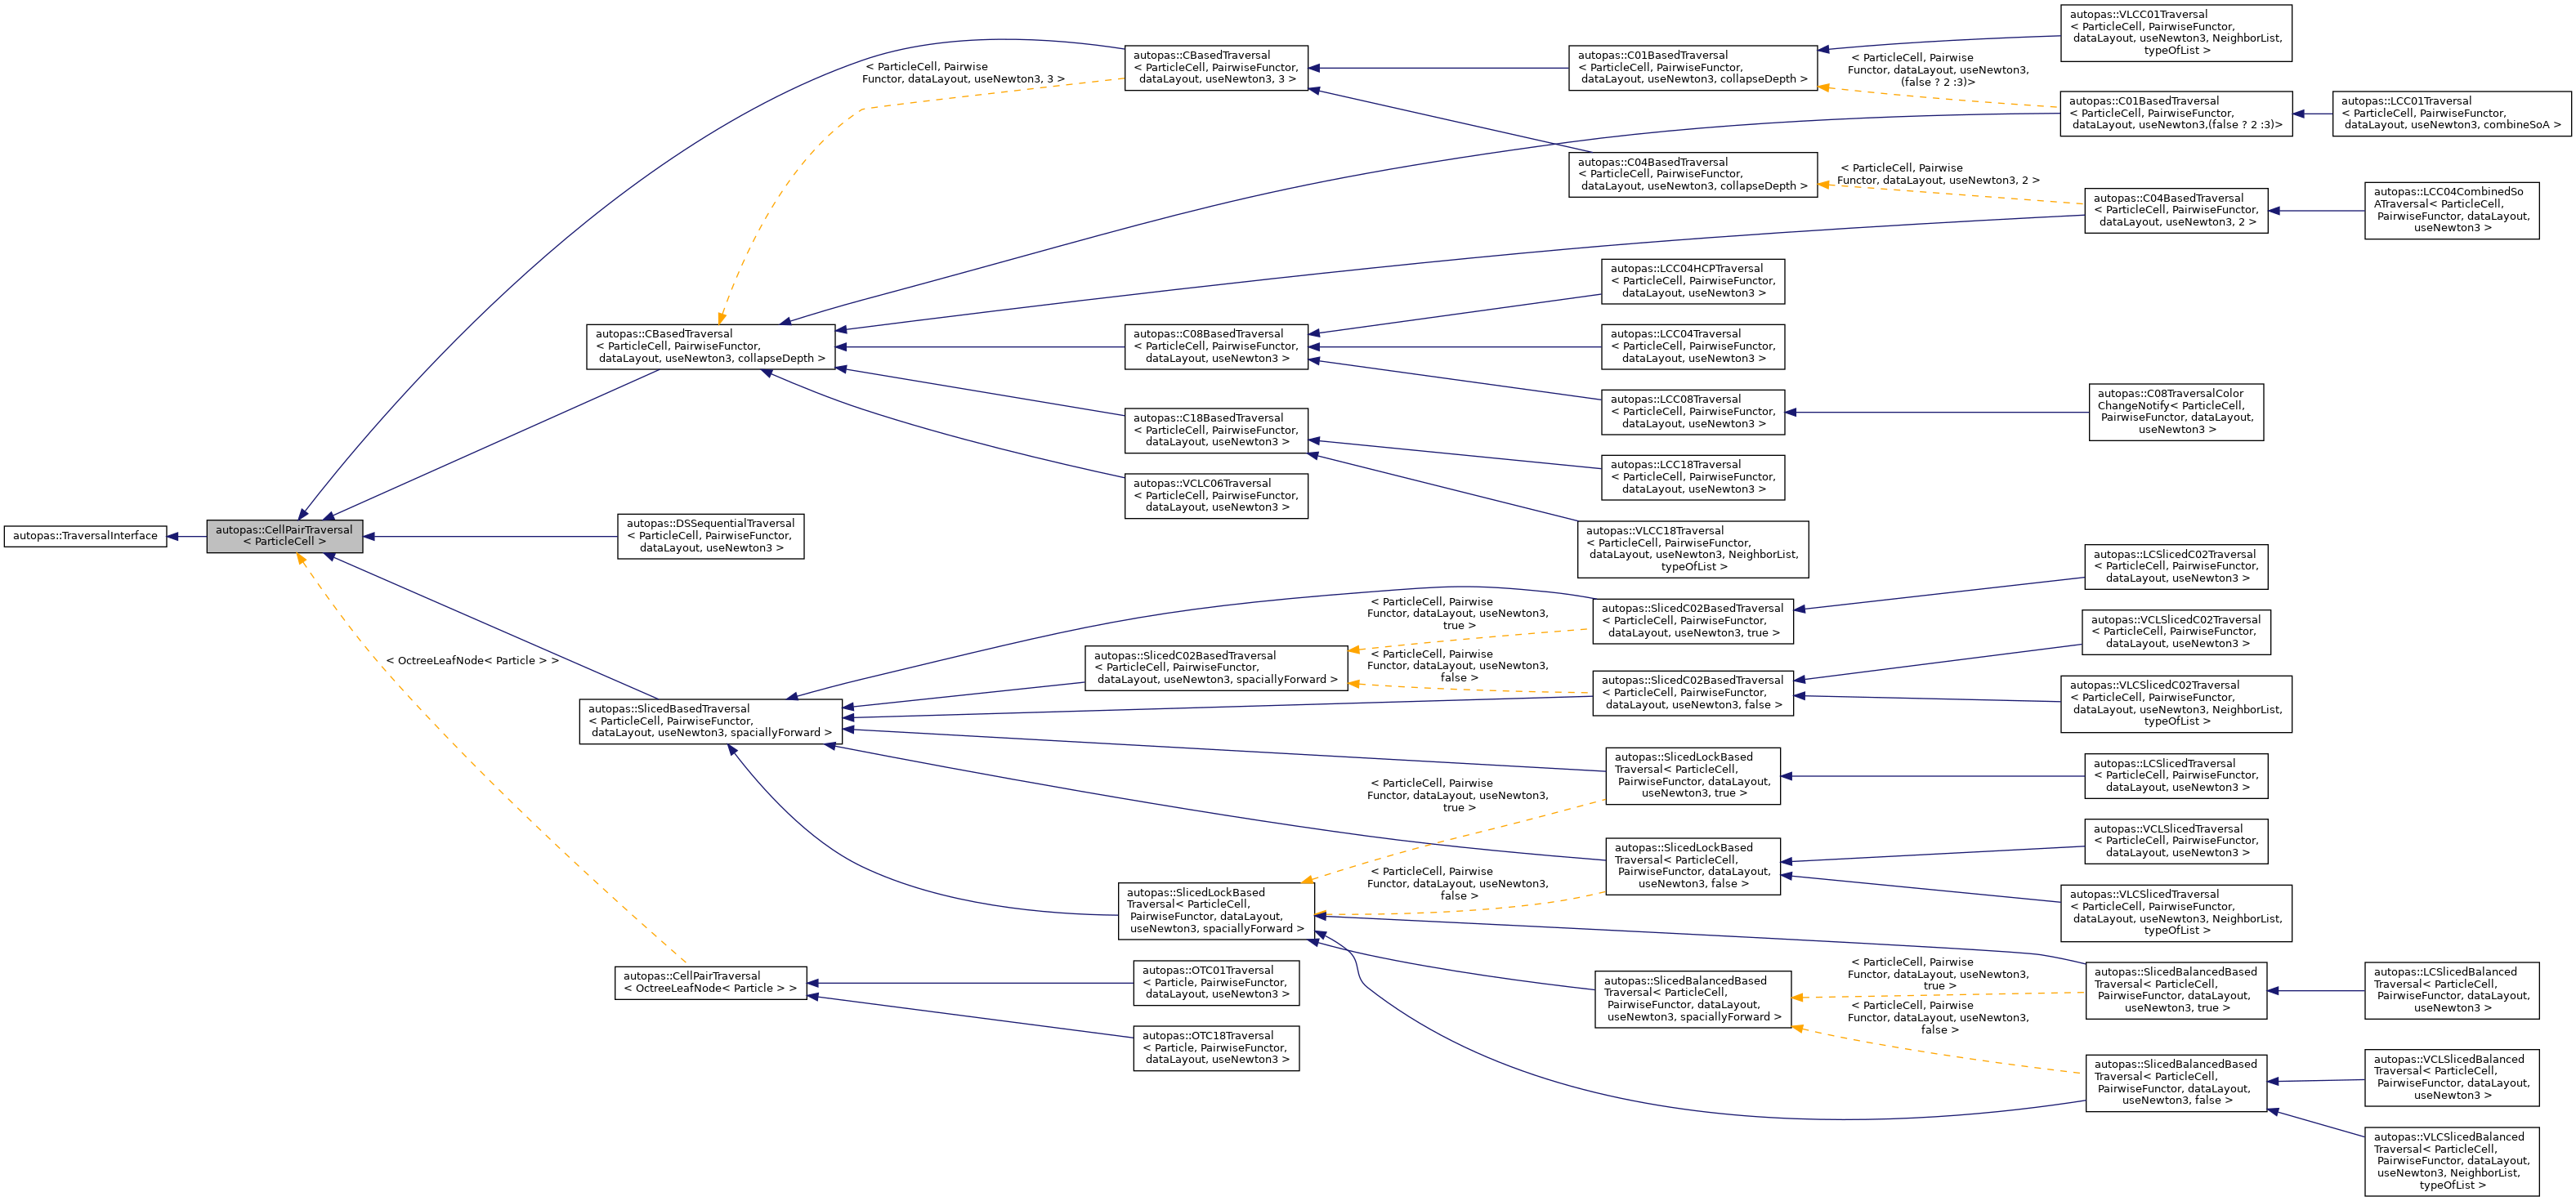 autopas::TraversalInterface
autopas::CellPairTraversal
< ParticleCell >
< OctreeLeafNode< Particle > >
autopas::CBasedTraversal
< ParticleCell, PairwiseFunctor,
dataLayout, useNewton3, collapseDepth >
autopas::DSSequentialTraversal
< ParticleCell, PairwiseFunctor,
dataLayout, useNewton3 >
autopas::SlicedBasedTraversal
< ParticleCell, PairwiseFunctor,
dataLayout, useNewton3, spaciallyForward >
autopas::CellPairTraversal
< OctreeLeafNode< Particle > >
< ParticleCell, Pairwise
Functor, dataLayout, useNewton3, 3 >
autopas::CBasedTraversal
< ParticleCell, PairwiseFunctor,
dataLayout, useNewton3, 3 >
autopas::C08BasedTraversal
< ParticleCell, PairwiseFunctor,
dataLayout, useNewton3 >
autopas::C18BasedTraversal
< ParticleCell, PairwiseFunctor,
dataLayout, useNewton3 >
autopas::VCLC06Traversal
< ParticleCell, PairwiseFunctor,
dataLayout, useNewton3 >
autopas::SlicedC02BasedTraversal
< ParticleCell, PairwiseFunctor,
dataLayout, useNewton3, spaciallyForward >
autopas::SlicedLockBased
Traversal< ParticleCell,
PairwiseFunctor, dataLayout,
useNewton3, spaciallyForward >
autopas::OTC01Traversal
< Particle, PairwiseFunctor,
dataLayout, useNewton3 >
autopas::OTC18Traversal
< Particle, PairwiseFunctor,
dataLayout, useNewton3 >
< ParticleCell, Pairwise
Functor, dataLayout, useNewton3,
true >
< ParticleCell, Pairwise
Functor, dataLayout, useNewton3,
false >
< ParticleCell, Pairwise
Functor, dataLayout, useNewton3,
true >
< ParticleCell, Pairwise
Functor, dataLayout, useNewton3,
false >
autopas::C01BasedTraversal
< ParticleCell, PairwiseFunctor,
dataLayout, useNewton3, collapseDepth >
autopas::C04BasedTraversal
< ParticleCell, PairwiseFunctor,
dataLayout, useNewton3, collapseDepth >
autopas::LCC04HCPTraversal
< ParticleCell, PairwiseFunctor,
dataLayout, useNewton3 >
autopas::LCC04Traversal
< ParticleCell, PairwiseFunctor,
dataLayout, useNewton3 >
autopas::LCC08Traversal
< ParticleCell, PairwiseFunctor,
dataLayout, useNewton3 >
autopas::LCC18Traversal
< ParticleCell, PairwiseFunctor,
dataLayout, useNewton3 >
autopas::VLCC18Traversal
< ParticleCell, PairwiseFunctor,
dataLayout, useNewton3, NeighborList,
typeOfList >
autopas::SlicedC02BasedTraversal
< ParticleCell, PairwiseFunctor,
dataLayout, useNewton3, true >
autopas::SlicedC02BasedTraversal
< ParticleCell, PairwiseFunctor,
dataLayout, useNewton3, false >
autopas::SlicedLockBased
Traversal< ParticleCell,
PairwiseFunctor, dataLayout,
useNewton3, true >
autopas::SlicedLockBased
Traversal< ParticleCell,
PairwiseFunctor, dataLayout,
useNewton3, false >
autopas::SlicedBalancedBased
Traversal< ParticleCell,
PairwiseFunctor, dataLayout,
useNewton3, spaciallyForward >
< ParticleCell, Pairwise
Functor, dataLayout, useNewton3,
(false ? 2 :3)>
< ParticleCell, Pairwise
Functor, dataLayout, useNewton3, 2 >
< ParticleCell, Pairwise
Functor, dataLayout, useNewton3,
true >
< ParticleCell, Pairwise
Functor, dataLayout, useNewton3,
false >
autopas::VLCC01Traversal
< ParticleCell, PairwiseFunctor,
dataLayout, useNewton3, NeighborList,
typeOfList >
autopas::C01BasedTraversal
< ParticleCell, PairwiseFunctor,
dataLayout, useNewton3,(false ? 2 :3)>
autopas::C04BasedTraversal
< ParticleCell, PairwiseFunctor,
dataLayout, useNewton3, 2 >
autopas::C08TraversalColor
ChangeNotify< ParticleCell,
PairwiseFunctor, dataLayout,
useNewton3 >
autopas::LCSlicedC02Traversal
< ParticleCell, PairwiseFunctor,
dataLayout, useNewton3 >
autopas::VCLSlicedC02Traversal
< ParticleCell, PairwiseFunctor,
dataLayout, useNewton3 >
autopas::VLCSlicedC02Traversal
< ParticleCell, PairwiseFunctor,
dataLayout, useNewton3, NeighborList,
typeOfList >
autopas::LCSlicedTraversal
< ParticleCell, PairwiseFunctor,
dataLayout, useNewton3 >
autopas::VCLSlicedTraversal
< ParticleCell, PairwiseFunctor,
dataLayout, useNewton3 >
autopas::VLCSlicedTraversal
< ParticleCell, PairwiseFunctor,
dataLayout, useNewton3, NeighborList,
typeOfList >
autopas::SlicedBalancedBased
Traversal< ParticleCell,
PairwiseFunctor, dataLayout,
useNewton3, true >
autopas::SlicedBalancedBased
Traversal< ParticleCell,
PairwiseFunctor, dataLayout,
useNewton3, false >
autopas::LCC01Traversal
< ParticleCell, PairwiseFunctor,
dataLayout, useNewton3, combineSoA >
autopas::LCC04CombinedSo
ATraversal< ParticleCell,
PairwiseFunctor, dataLayout,
useNewton3 >
autopas::LCSlicedBalanced
Traversal< ParticleCell,
PairwiseFunctor, dataLayout,
useNewton3 >
autopas::VCLSlicedBalanced
Traversal< ParticleCell,
PairwiseFunctor, dataLayout,
useNewton3 >
autopas::VLCSlicedBalanced
Traversal< ParticleCell,
PairwiseFunctor, dataLayout,
useNewton3, NeighborList,
typeOfList >